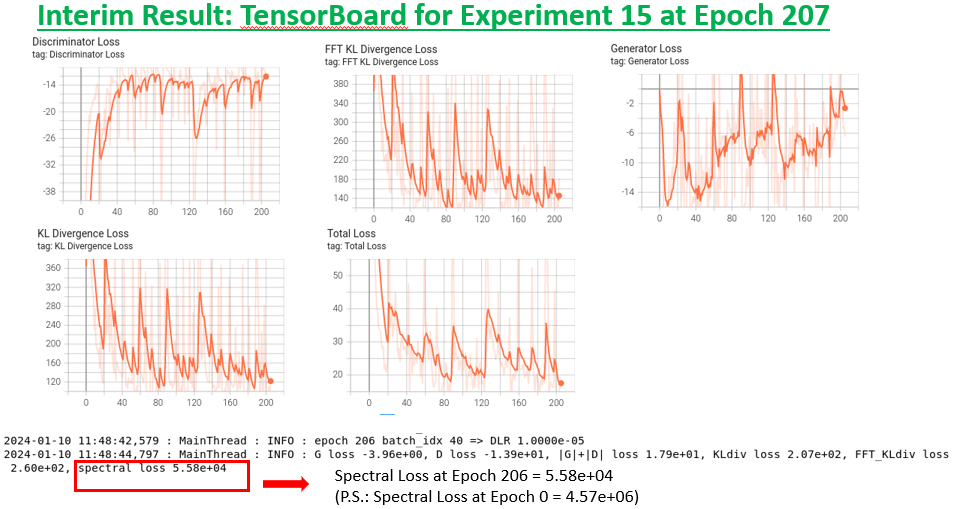 Interim Result: TensorBoard for Experiment 15 at Epoch 207
Discriminator Loss
tag: Discriminator Loss
-14
-20
-26
-32
-38
0 40 80 120 160 200
FFT KL Divergence Loss
tag: FFT KL Divergence Loss
380
340
300
260
220
180
140
0 40 80 120 160 200
Generator Loss
tag: Generator Loss
-2
-6
-10
-14
0 40 80 120 160 200
KL Divergence Loss
tag: KL Divergence Loss
360
320
280
240
200
160
120
0 40 80 120 160 200
Total Loss
tag: Total Loss
50
40
30
20
0 40 80 120 160 200
2024-01-10 11:48:42,579 : MainThread : INFO : epoch 206 batch_idx 40 => DLR 1.0000e-05
2024-01-10 11:48:44,797 : MainThread : INFO : G loss -3.96e+00, D loss -1.39e+01, |G|+|D| loss 1.79e+01, KLdiv loss 2.07e+02, FFT_KLdiv loss
2.60e+02, spectral loss 5.58e+04
Spectral Loss at Epoch 206 = 5.58e+04
(P.S.: Spectral Loss at Epoch 0 = 4.57e+06)